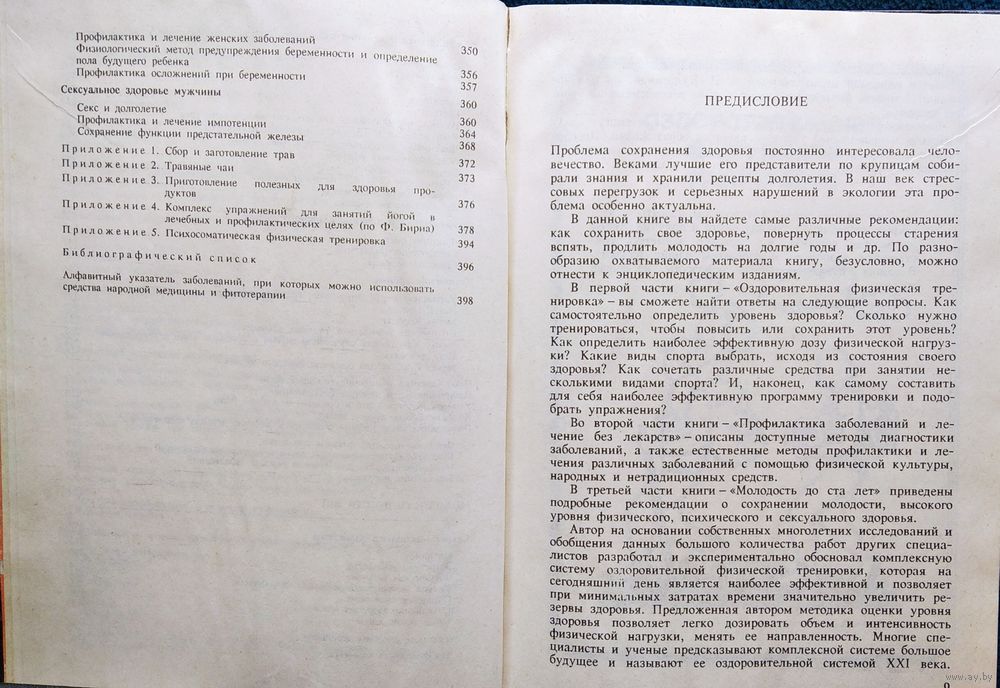 Профилактика и лечение женских заболеваний 350
Физиологический метод предупреждения беременности и определение
пола будущего ребенка 356
Профилактика осложнений при беременности 357
Сексуальное здоровье мужчины 360
Секс и долголетие 360
Профилактика и лечение импотенции 364
Сохранение функции предстательной железы 368
Приложение 1. Сбор и заготовление трав 372
Приложение 2. Травяные чаи 373
Приложение 3. Приготовление полезных для здоровья про-
дуктов 376
Приложение 4. Комплекс упражнений для занятий йогой в
лечебных и профилактических целях (по Ф. Бириа) 378
Приложение 5. Психосоматическая физическая тренировка 394
Библиографический список 396
Алфавитный указатель заболеваний, при которых можно использовать
средства народной медицины и фитотерапии 398
ПРЕДИСЛОВИЕ
Проблема сохранения здоровья постоянно интересовала чело-
вечество. Веками лучшие его представители по крупицам соби-
рали знания и хранили рецепты долголетия. В наш век стрес-
совых перегрузок и серьезных нарушений в экологии эта про-
блема особенно актуальна.
В данной книге вы найдете самые различные рекомендации:
как сохранить свое здоровье, повернуть процессы старения
вспять, продлить молодость на долгие годы и др. По разно-
образию охватываемого материала книгу, безусловно, можно
отнести к энциклопедическим изданиям.
В первой части книги – «Оздоровительная физическая тре-
нировка» – вы сможете найти ответы на следующие вопросы. Как
самостоятельно определить уровень здоровья? Сколько нужно
тренироваться, чтобы повысить или сохранить этот уровень?
Как определить наиболее эффективную дозу физической нагруз-
ки? Какие виды спорта выбрать, исходя из состояния своего
здоровья? Как сочетать различные средства при занятии не-
сколькими видами спорта? И, наконец, как самому составить
для себя наиболее эффективную программу тренировки и подо-
брать упражнения?
Во второй части книги – «Профилактика заболеваний и ле-
чение без лекарств» – описаны доступные методы диагностики
заболеваний, а также естественные методы профилактики и ле-
чения различных заболеваний с помощью физической культуры,
народных и нетрадиционных средств.
В третьей части книги – «Молодость до ста лет» приведены
подробные рекомендации о сохранении молодости, высокого
уровня физического, психического и сексуального здоровья.
Автор на основании собственных многолетних исследований и
обобщения данных большого количества работ других специа-
листов разработал и экспериментально обосновал комплексную
систему оздоровительной физической тренировки, которая на
сегодняшний день является наиболее эффективной и позволяет
при минимальных затратах времени значительно увеличить ре-
зервы здоровья. Предложенная автором методика оценки уровня
здоровья позволяет легко дозировать объем и интенсивность
физической нагрузки, менять ее направленность. Многие спе-
циалисты и ученые предсказывают комплексной системе большое
будущее и называют ее оздоровительной системой XXI века.
9
www.ay.by